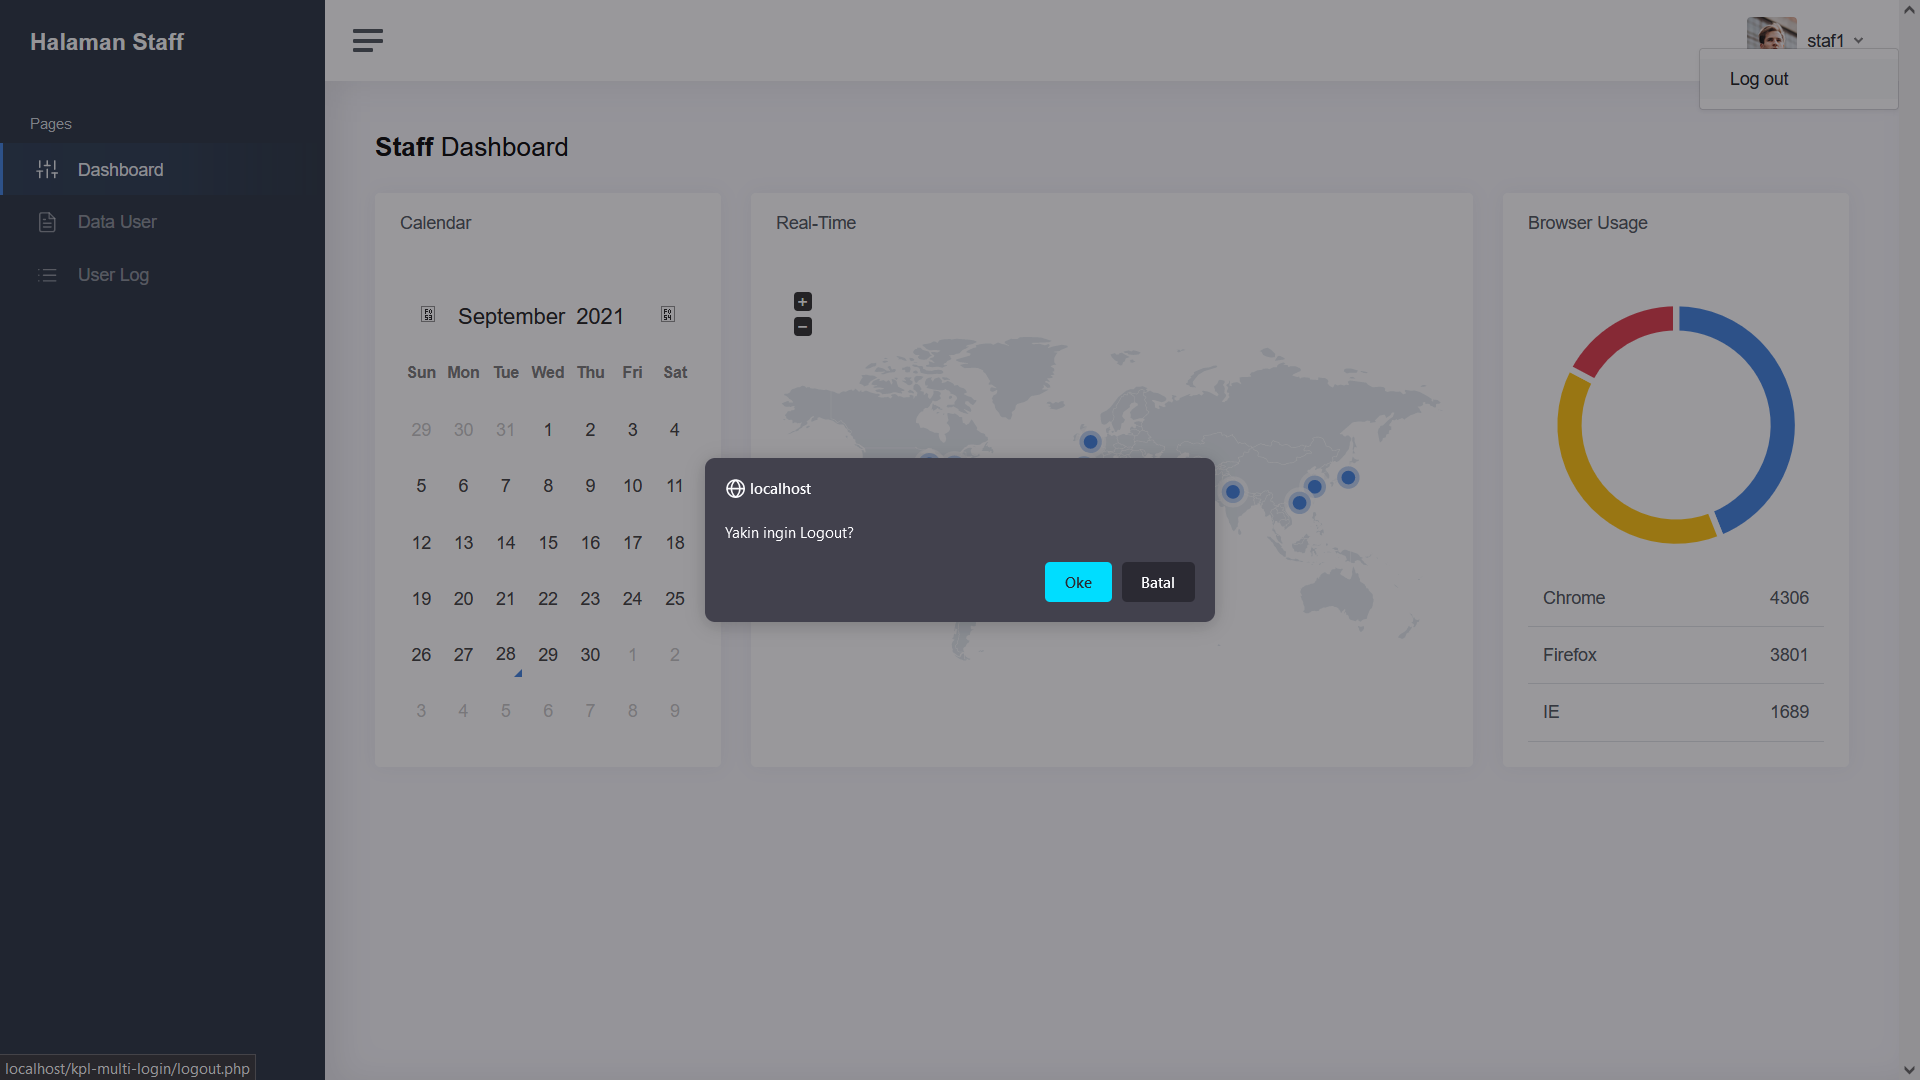 Halaman Staff
staf1
Log out
Pages
Dashboard
Data User
User Log
Staff Dashboard
Calendar
September 2021
Sun Mon Tue Wed Thu Fri Sat
29 30 31 1 2 3 4
5 6 7 8 9 10 11
12 13 14 15 16 17 18
19 20 21 22 23 24 25
26 27 28 29 30 1 2
3 4 5 6 7 8 9
Real-Time
+
−
localhost
Yakin ingin Logout?
Oke Batal
Browser Usage
Chrome 4306
Firefox 3801
IE 1689
localhost/kpl-multi-login/logout.php